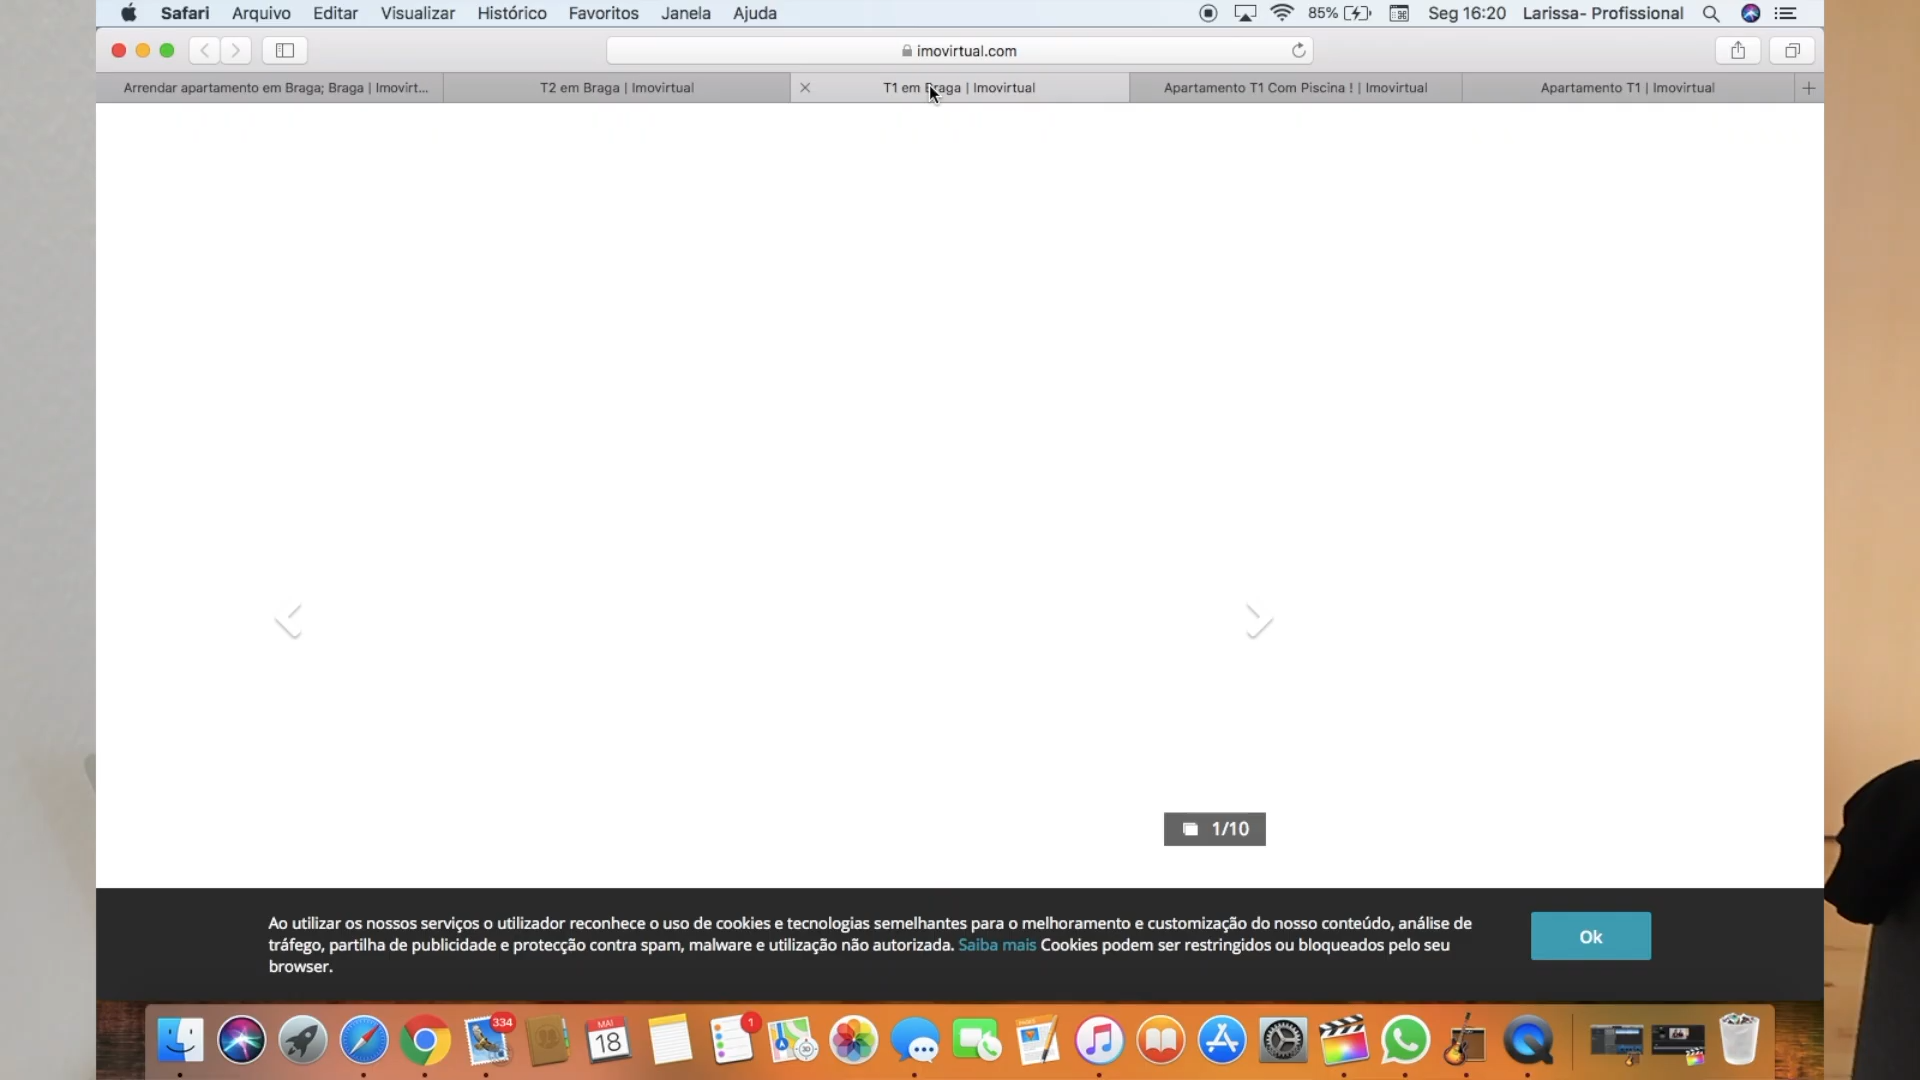 Safari Arquivo Editar Visualizar Histórico Favoritos Janela Ajuda 85% Seg 16:20 Larissa- Profissional
imovirtual.com
Arrendar apartamento em Braga; Braga | Imovirt... T2 em Braga | Imovirtual T1 em Braga | Imovirtual Apartamento T1 Com Piscina ! | Imovirtual Apartamento T1 | Imovirtual
1/10
Ao utilizar os nossos serviços o utilizador reconhece o uso de cookies e tecnologias semelhantes para o melhoramento e customização do nosso conteúdo, análise de
tráfego, partilha de publicidade e protecção contra spam, malware e utilização não autorizada. Saiba mais Cookies podem ser restringidos ou bloqueados pelo seu
browser.
Ok
334
MAI
18
1
3D